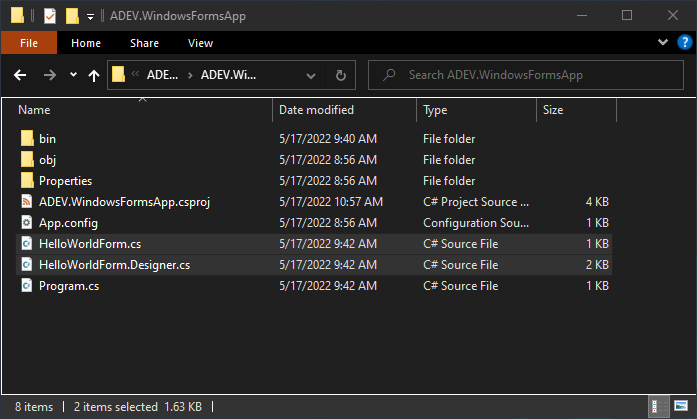 ADEV.WindowsFormsApp
File Home Share View
ADE... ADEV.Wi... Search ADEV.WindowsFormsApp
Name Date modified Type Size
bin 5/17/2022 9:40 AM File folder
obj 5/17/2022 8:56 AM File folder
Properties 5/17/2022 8:56 AM File folder
ADEV.WindowsFormsApp.csproj 5/17/2022 10:57 AM C# Project Source ... 4 KB
App.config 5/17/2022 8:56 AM Configuration Sou... 1 KB
HelloWorldForm.cs 5/17/2022 9:42 AM C# Source File 1 KB
HelloWorldForm.Designer.cs 5/17/2022 9:42 AM C# Source File 2 KB
Program.cs 5/17/2022 9:42 AM C# Source File 1 KB
8 items 2 items selected 1.63 KB